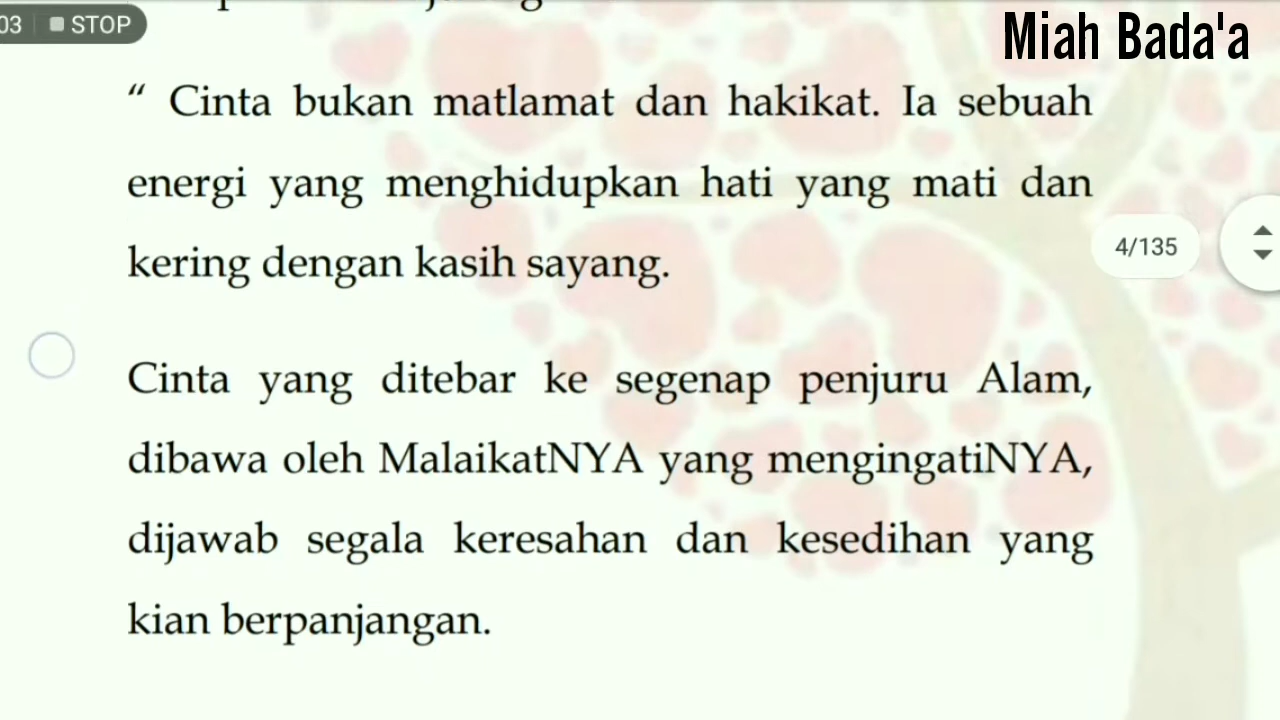 03 STOP
Miah Bada'a
“ Cinta bukan matlamat dan hakikat. Ia sebuah
energi yang menghidupkan hati yang mati dan
kering dengan kasih sayang.
4/135
Cinta yang ditebar ke segenap penjuru Alam,
dibawa oleh MalaikatNYA yang mengingatiNYA,
dijawab segala keresahan dan kesedihan yang
kian berpanjangan.